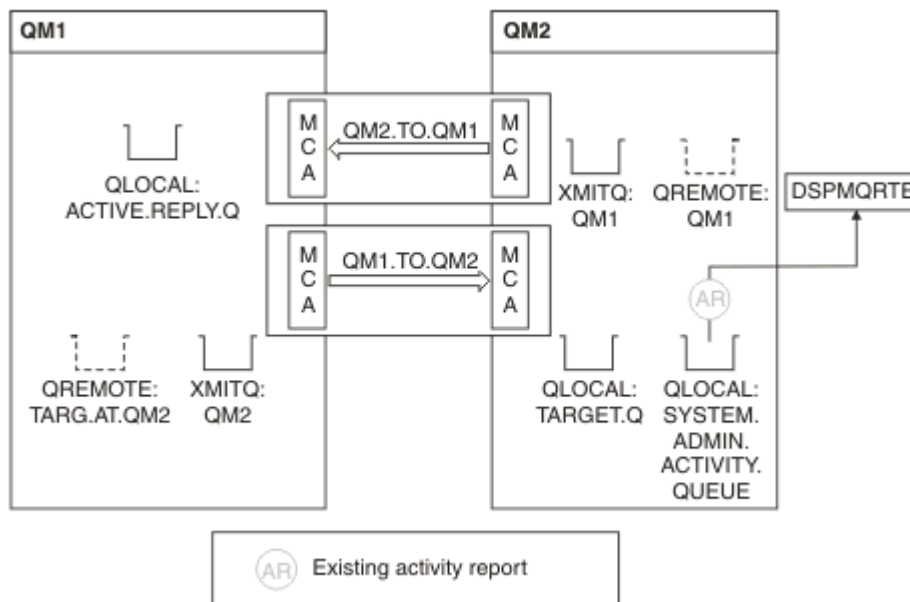 QM1
QM2
M
C
A
QM2.TO.QM1
M
C
A
QLOCAL:
ACTIVE.REPLY.Q
XMITQ:
QM1
QREMOTE:
QM1
DSPMQRTE
M
C
A
QM1.TO.QM2
M
C
A
AR
QREMOTE:
TARG.AT.QM2
XMITQ:
QM2
QLOCAL:
TARGET.Q
QLOCAL:
SYSTEM.
ADMIN.
ACTIVITY.
QUEUE
AR
Existing activity report